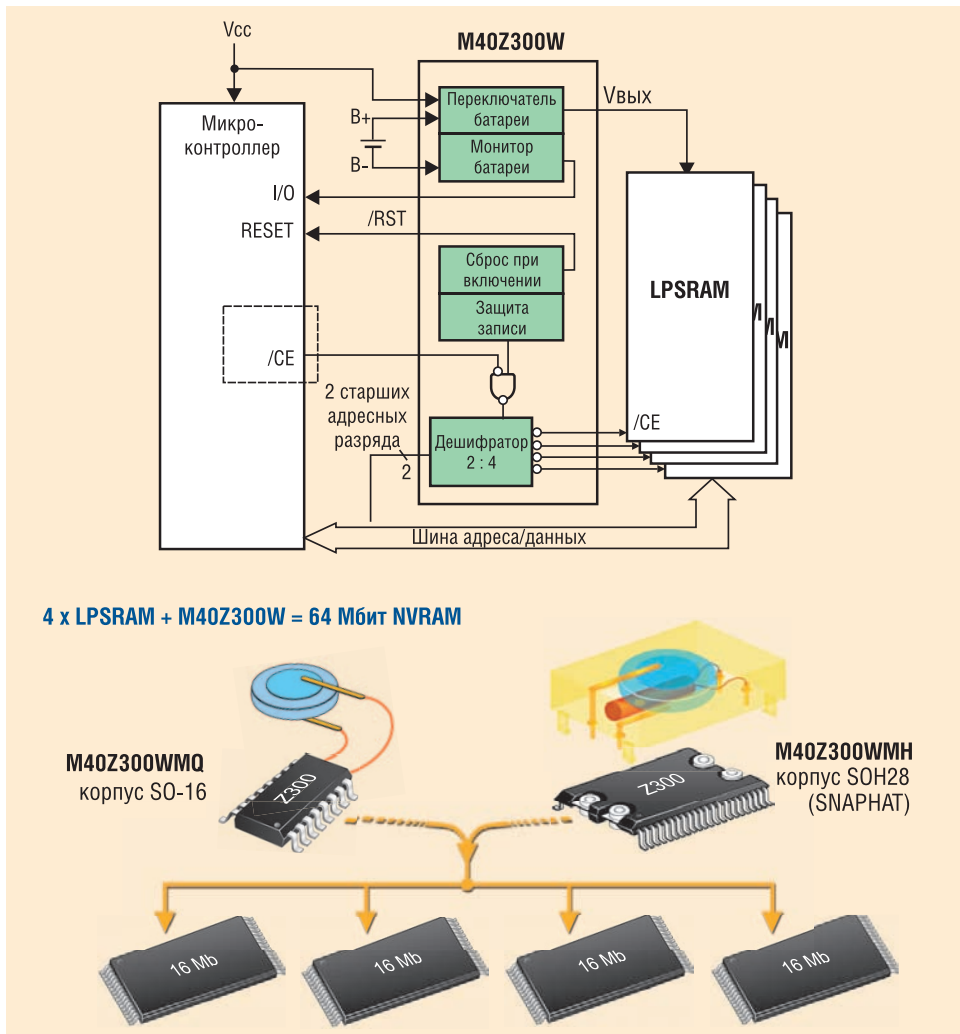 Vcc
M40Z300W
Микро-
контроллер
Переключатель
батареи
Vвых
B+
B-
Монитор
батареи
I/O
/RST
RESET
Сброс при
включении
Защита
записи
LPSRAM
M
M
M
/CE
2 старших
адресных
разряда
2
Дешифратор
2 : 4
/CE
Шина адреса/данных
4 x LPSRAM + M40Z300W = 64 Мбит NVRAM
M40Z300WMQ
корпус SO-16
Z300
Z300
M40Z300WMH
корпус SOH28
(SNAPHAT)
16 Mb
16 Mb
16 Mb
16 Mb